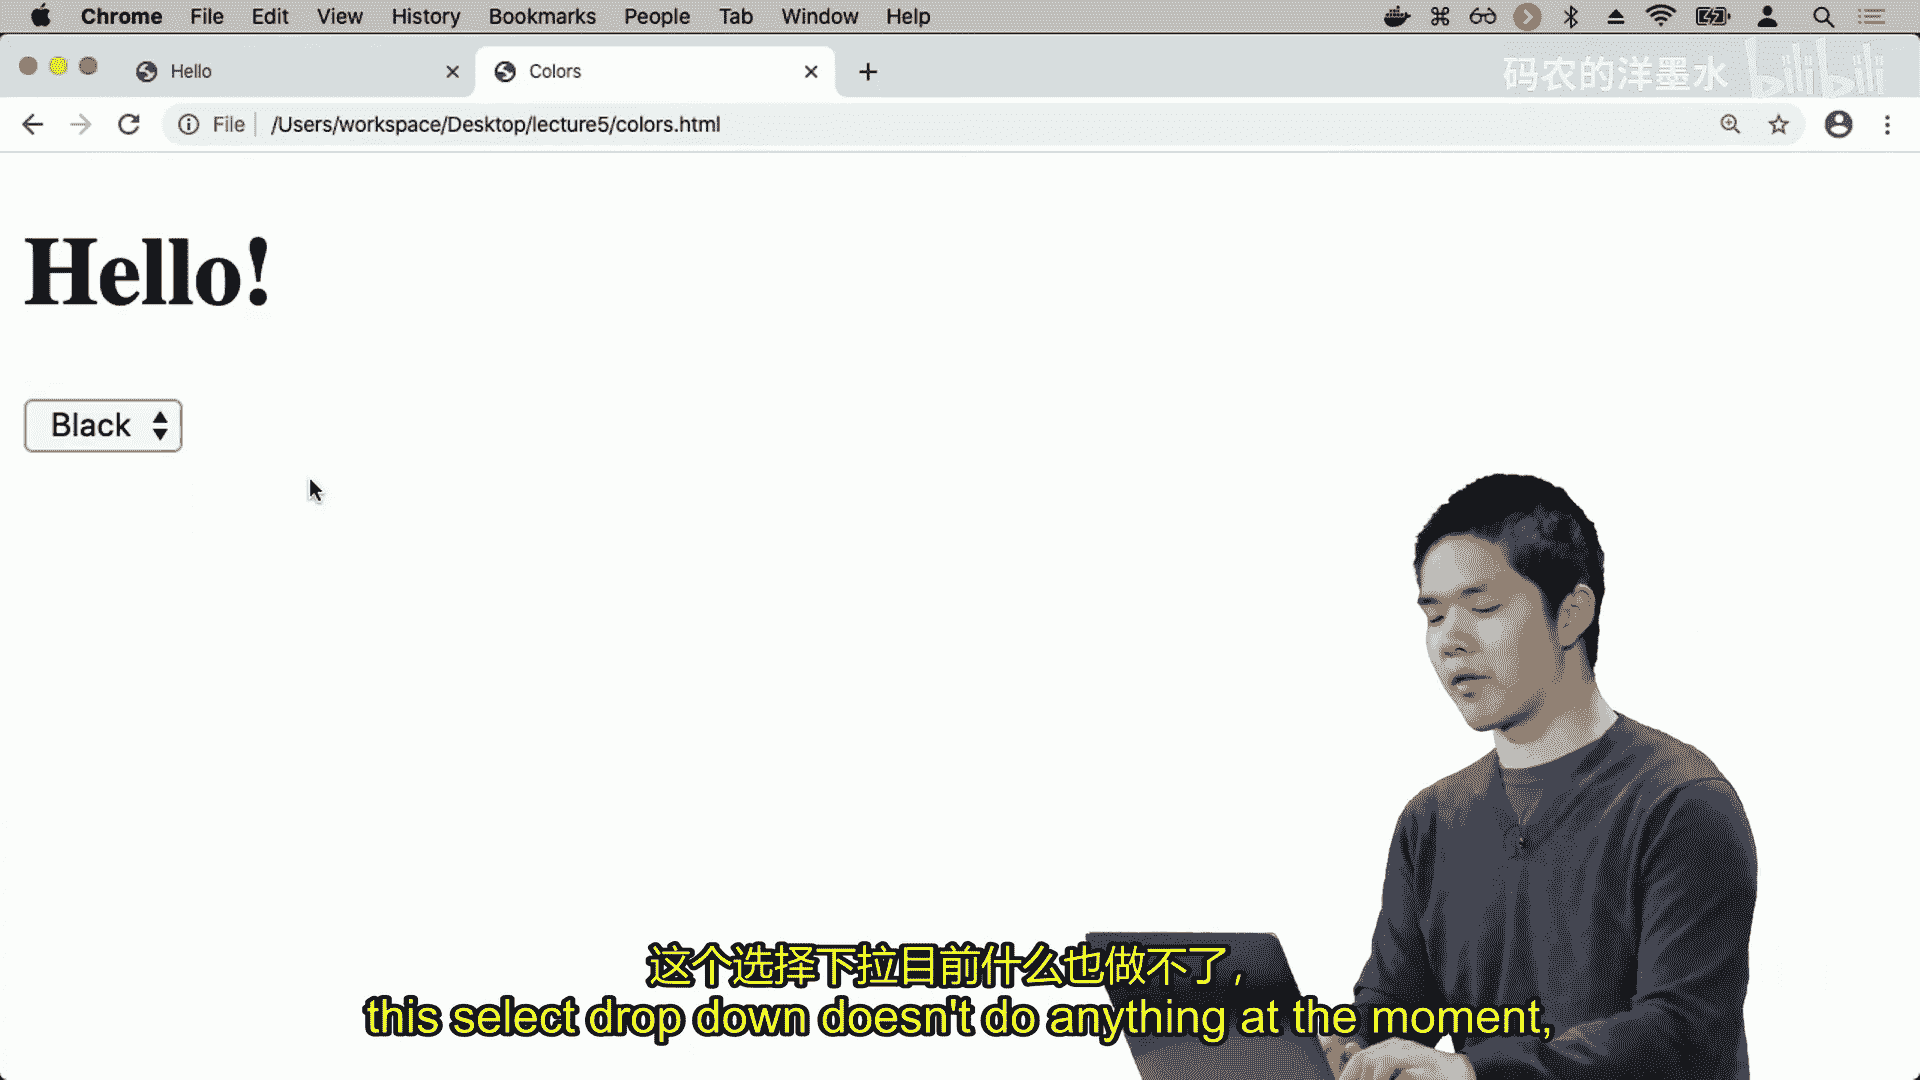 Chrome File Edit View History Bookmarks People Tab Window Help
码农的洋墨水 bilibili
Hello
Colors
File /Users/workspace/Desktop/lecture5/colors.html
Hello!
Black
这个选择下拉目前什么也做不了，
this select drop down doesn't do anything at the moment,